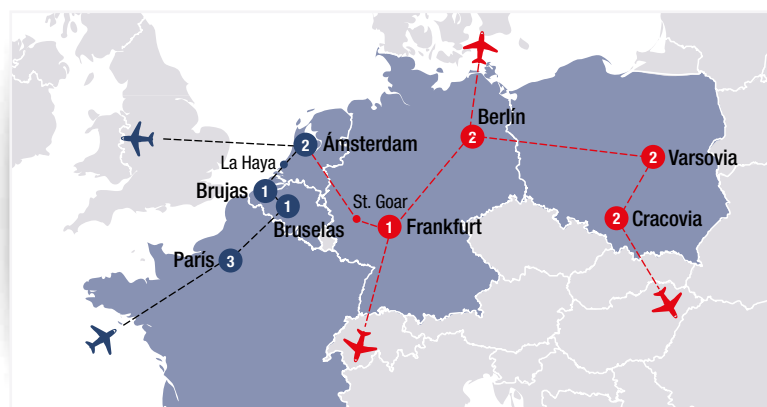 Berlín
2
2
Ámsterdam
2
Varsovia
La Haya
Brujas
1
1
Bruselas
St. Goar
1
Frankfurt
2
Cracovia
París
3